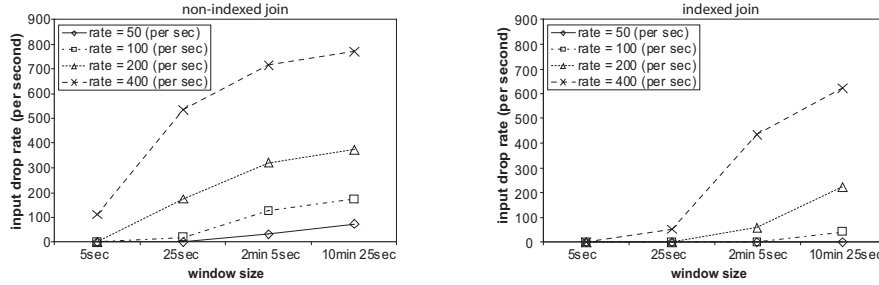 non-indexed join
900
800
700
600
500
400
300
200
100
0
input drop rate (per second)
rate = 50 (per sec)
rate = 100 (per sec)
rate = 200 (per sec)
rate = 400 (per sec)
5sec
25sec
2min 5sec
10min 25sec
window size
indexed join
900
800
700
600
500
400
300
200
100
0
input drop rate (per second)
rate = 50 (per sec)
rate = 100 (per sec)
rate = 200 (per sec)
rate = 400 (per sec)
5sec
25sec
2min 5sec
10min 25sec
window size